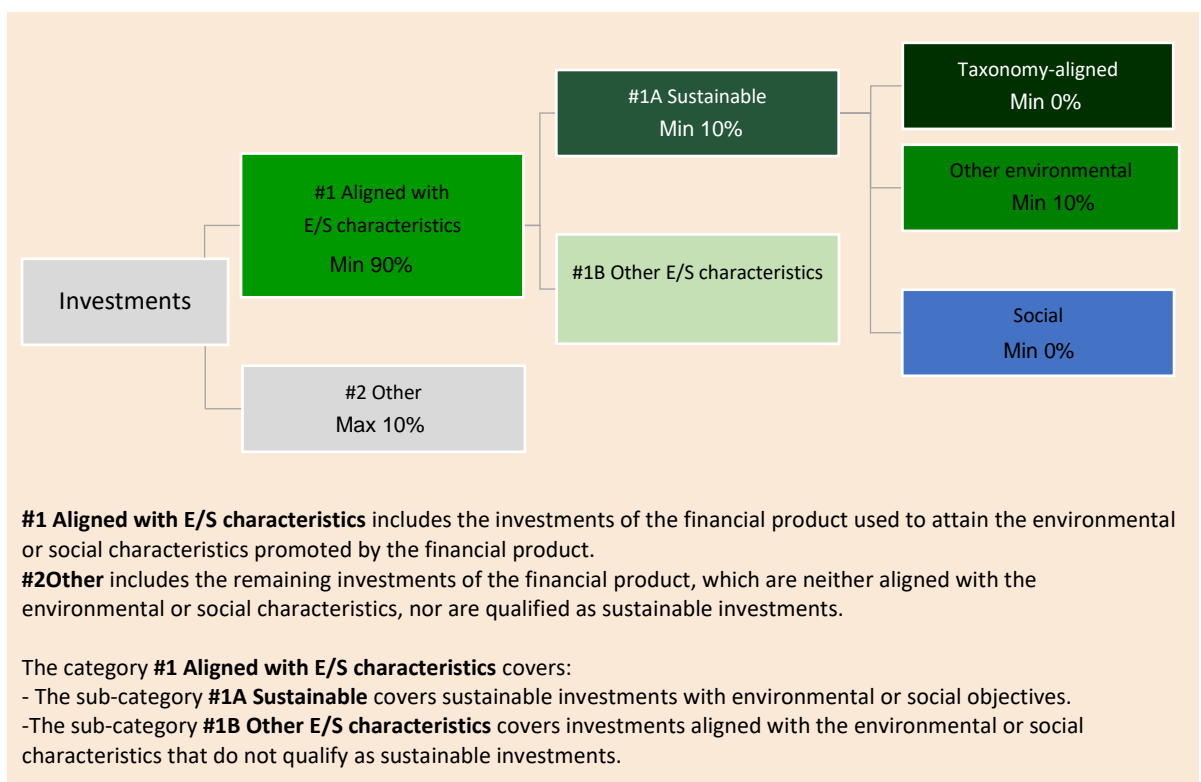 Investments
#1 Aligned with
E/S characteristics
Min 90%
#2 Other
Max 10%
#1A Sustainable
Min 10%
#1B Other E/S characteristics
Taxonomy-aligned
Min 0%
Other environmental
Min 10%
Social
Min 0%
#1 Aligned with E/S characteristics includes the investments of the financial product used to attain the environmental
or social characteristics promoted by the financial product.
#2Other includes the remaining investments of the financial product, which are neither aligned with the
environmental or social characteristics, nor are qualified as sustainable investments.
The category #1 Aligned with E/S characteristics covers:
- The sub-category #1A Sustainable covers sustainable investments with environmental or social objectives.
-The sub-category #1B Other E/S characteristics covers investments aligned with the environmental or social
characteristics that do not qualify as sustainable investments.